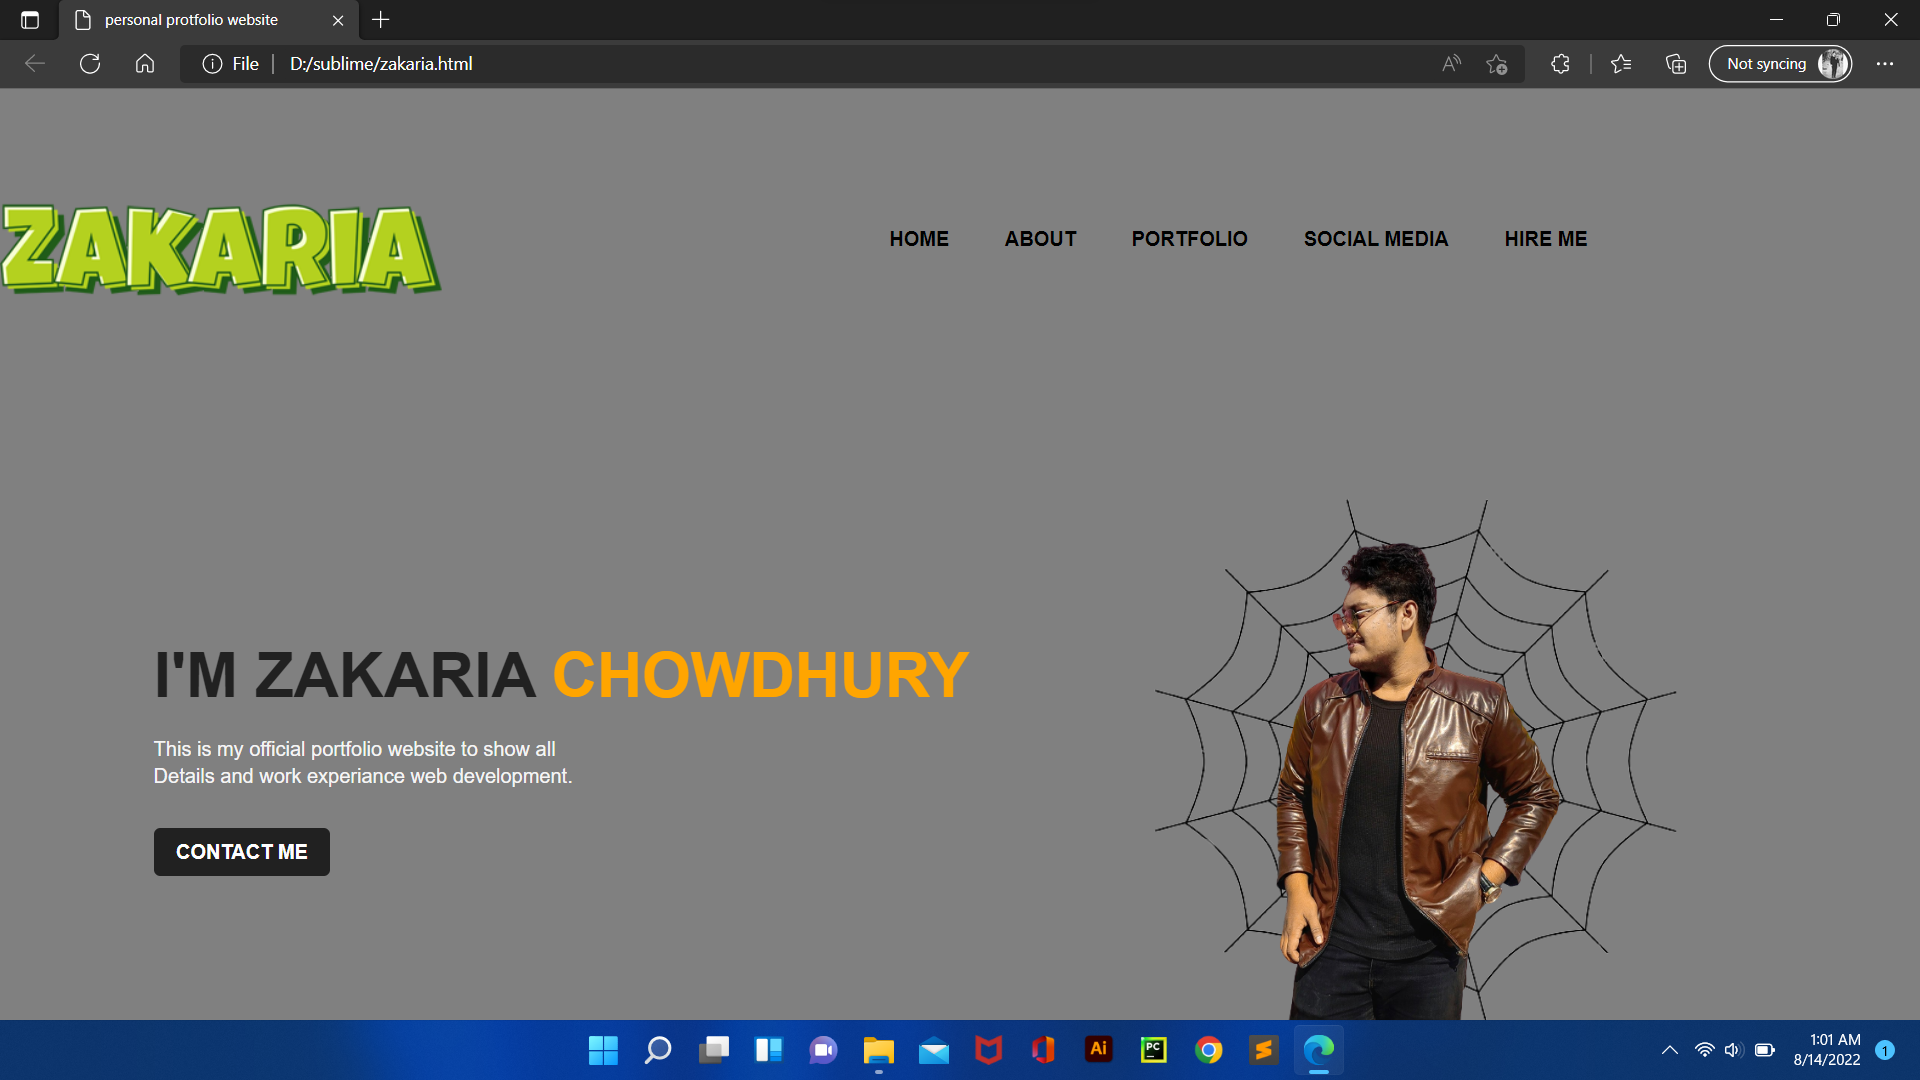 personal protfolio website
File
D:/sublime/zakaria.html
Not syncing
ZAKARIA
HOME ABOUT PORTFOLIO SOCIAL MEDIA HIRE ME
I'M ZAKARIA CHOWDHURY
This is my official portfolio website to show all
Details and work experiance web development.
CONTACT ME
Ai
PC
1:01 AM
8/14/2022
1